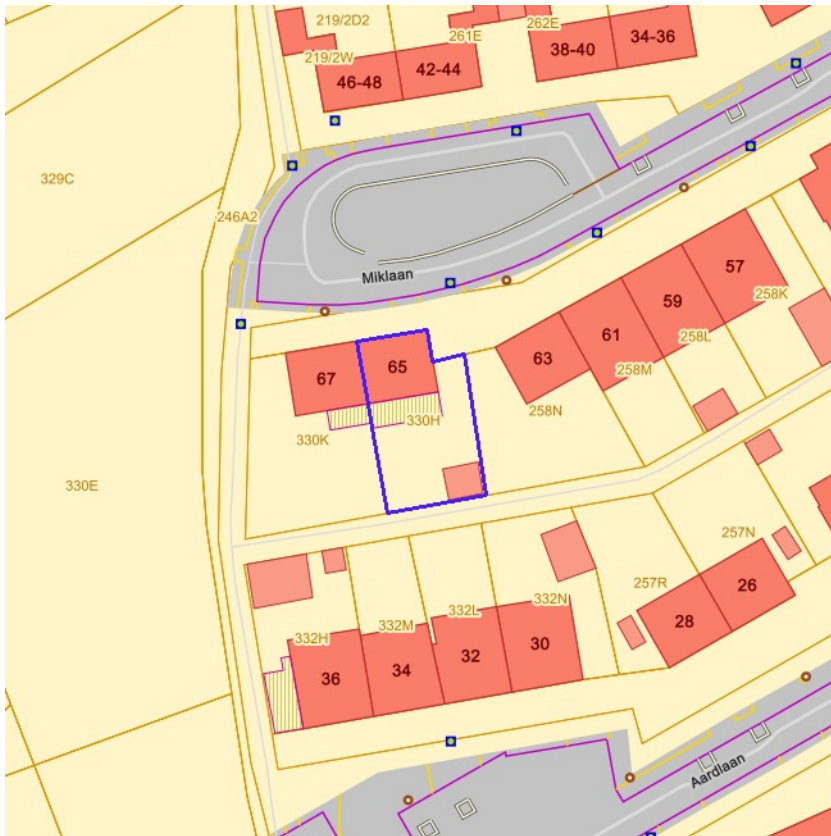 219/2D2
262E
261E
34-36
38-40
219/2W
42-44
46-48
329C
246A2
Miklaan
57
258K
59
61
258L
63
258M
65
67
258N
330H
330K
330E
257N
257R
26
332N
332L
28
332M
332H
30
32
34
36
Aardlaan